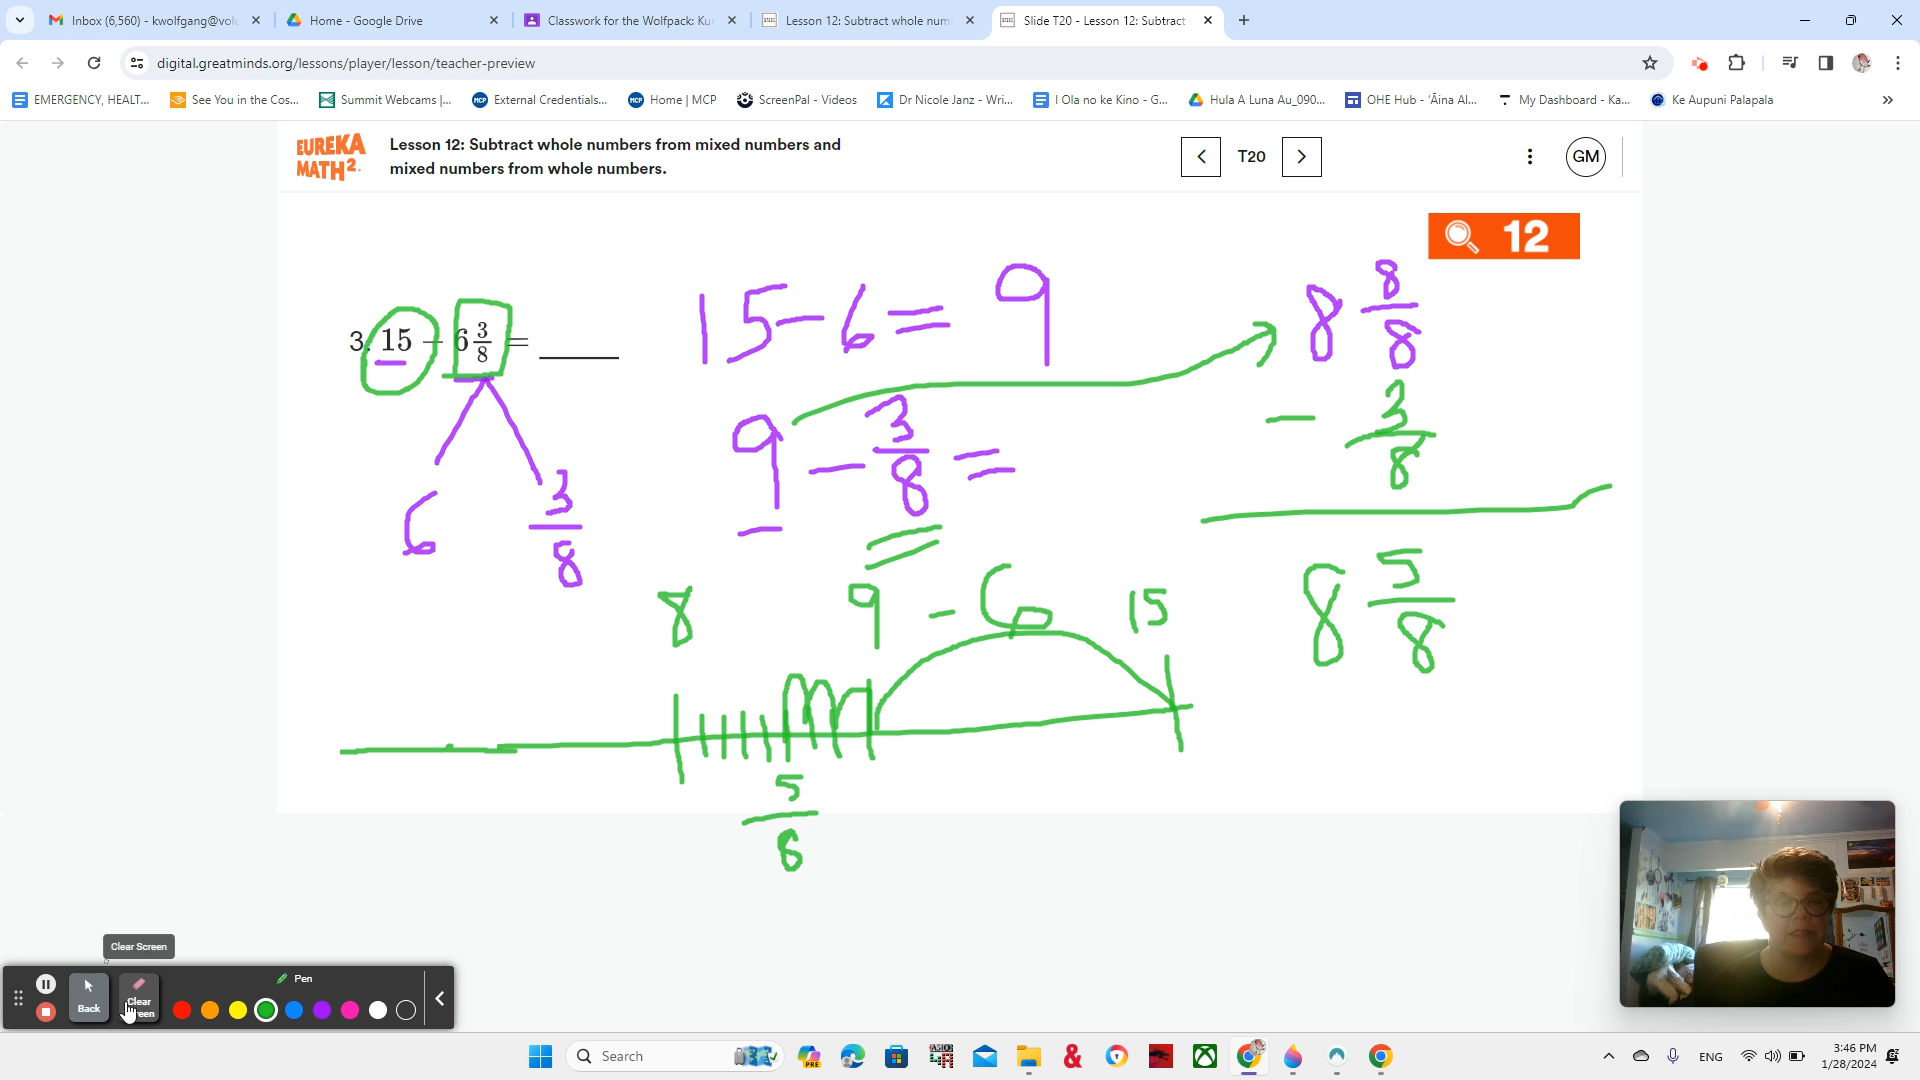 Inbox (6,560) - kwolfgang@volc
Home - Google Drive
Classwork for the Wolfpack: Ku
Lesson 12: Subtract whole num
Slide T20 - Lesson 12: Subtract
digital.greatminds.org/lessons/player/lesson/teacher-preview
EMERGENCY, HEALT...
See You in the Cos...
Summit Webcams |...
External Credentials...
Home | MCP
ScreenPal - Videos
Dr Nicole Janz - Wri...
I Ola no ke Kino - G...
Hula A Luna Au_090...
OHE Hub - ʻĀina Al...
My Dashboard - Ka...
Ke Aupuni Palapala
EUREKA MATH²
Lesson 12: Subtract whole numbers from mixed numbers and
mixed numbers from whole numbers.
T20
GM
12
3. 15 − 6 3/8 = ______
6 3/8
15 - 6 = 9
9 - 3/8 =
8 8/8
- 3/8
8 5/8
8 9 - 6 15
5/8
Clear Screen
Back
Clear
Screen
Pen
Search
PRE
ENG
3:46 PM
1/28/2024